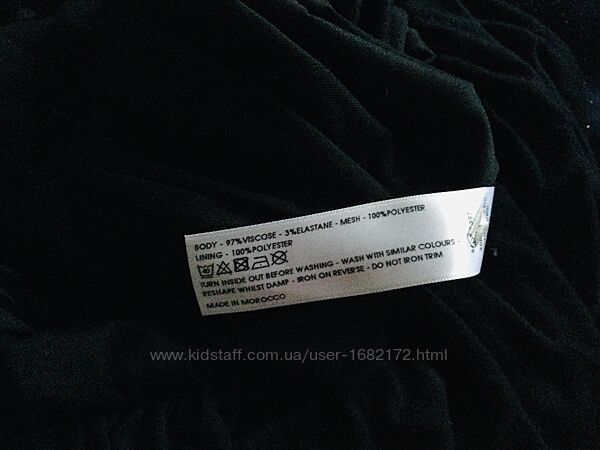 BODY - 97%VISCOSE - 3%ELASTANE - MESH - 100%POLYESTER
LINING - 100%POLYESTER
40
TURN INSIDE OUT BEFORE WASHING - WASH WITH SIMILAR COLOURS -
RESHAPE WHILST DAMP - IRON ON REVERSE - DO NOT IRON TRIM
MADE IN MOROCCO
www.kidstaff.com.ua/user-1682172.html